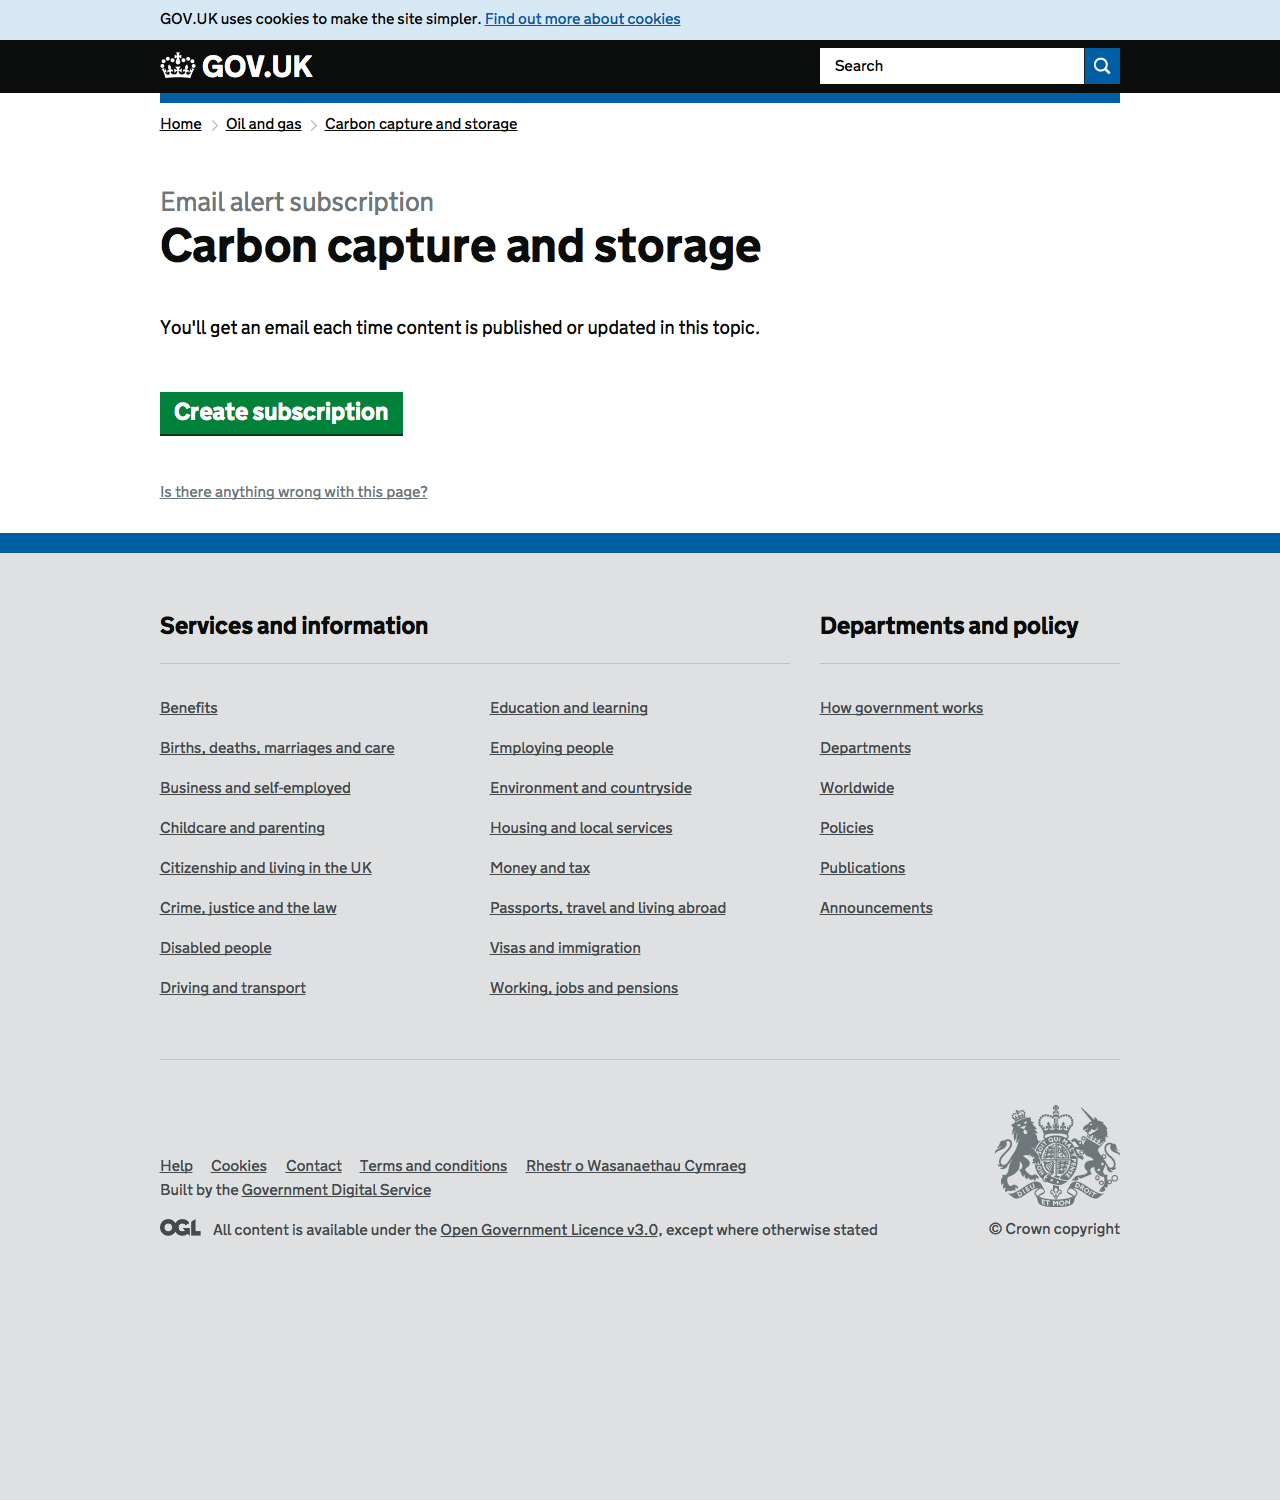 GOV.UK uses cookies to make the site simpler. Find out more about cookies
GOV.UK
Search
Home
Oil and gas
Carbon capture and storage
Email alert subscription
Carbon capture and storage
You'll get an email each time content is published or updated in this topic.
Create subscription
Is there anything wrong with this page?
Services and information
Benefits
Births, deaths, marriages and care
Business and self-employed
Childcare and parenting
Citizenship and living in the UK
Crime, justice and the law
Disabled people
Driving and transport
Education and learning
Employing people
Environment and countryside
Housing and local services
Money and tax
Passports, travel and living abroad
Visas and immigration
Working, jobs and pensions
Departments and policy
How government works
Departments
Worldwide
Policies
Publications
Announcements
Help Cookies Contact Terms and conditions Rhestr o Wasanaethau Cymraeg
Built by the Government Digital Service
OGL All content is available under the Open Government Licence v3.0, except where otherwise stated
DIEU ET MON DROIT
© Crown copyright